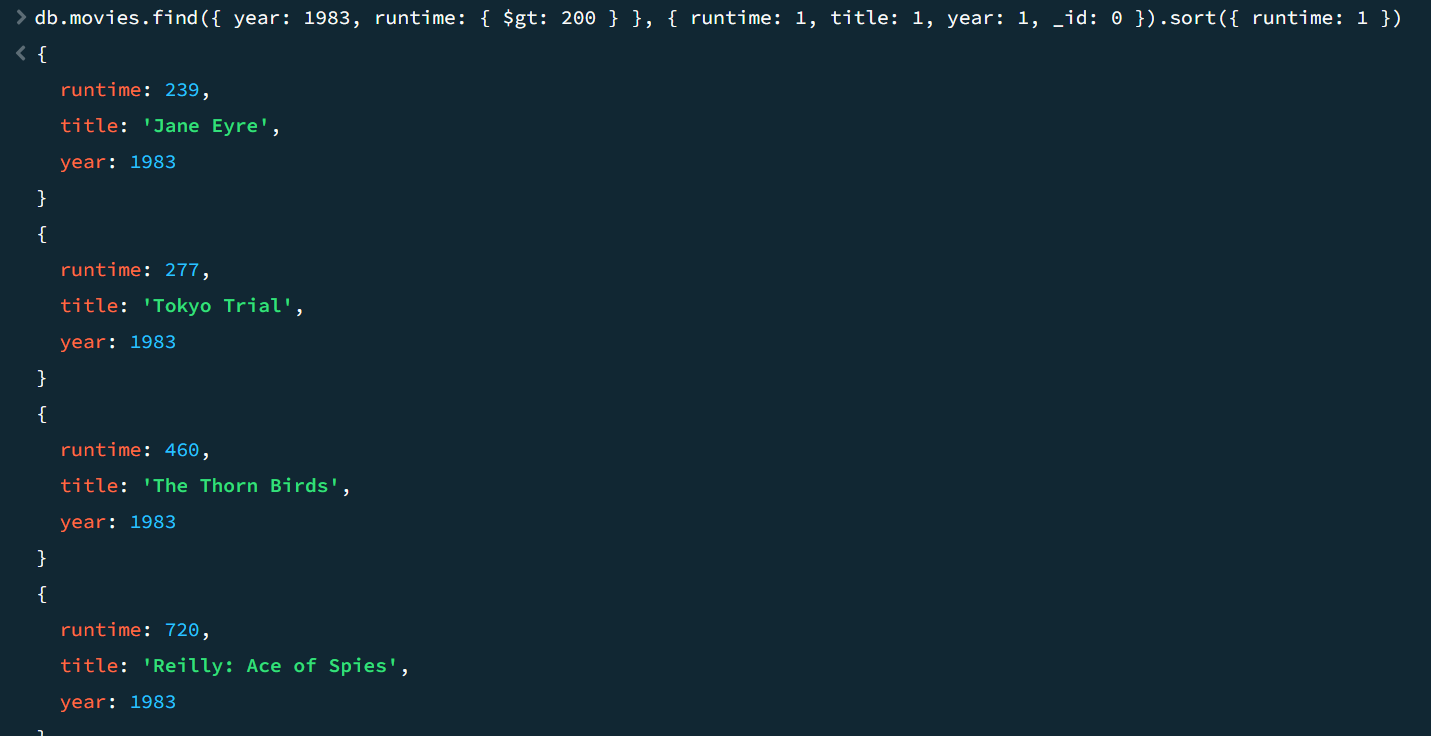 > db.movies.find({ year: 1983, runtime: { $gt: 200 } }, { runtime: 1, title: 1, year: 1, _id: 0 }).sort({ runtime: 1 })
< {
runtime: 239,
title: 'Jane Eyre',
year: 1983
}
{
runtime: 277,
title: 'Tokyo Trial',
year: 1983
}
{
runtime: 460,
title: 'The Thorn Birds',
year: 1983
}
{
runtime: 720,
title: 'Reilly: Ace of Spies',
year: 1983
}